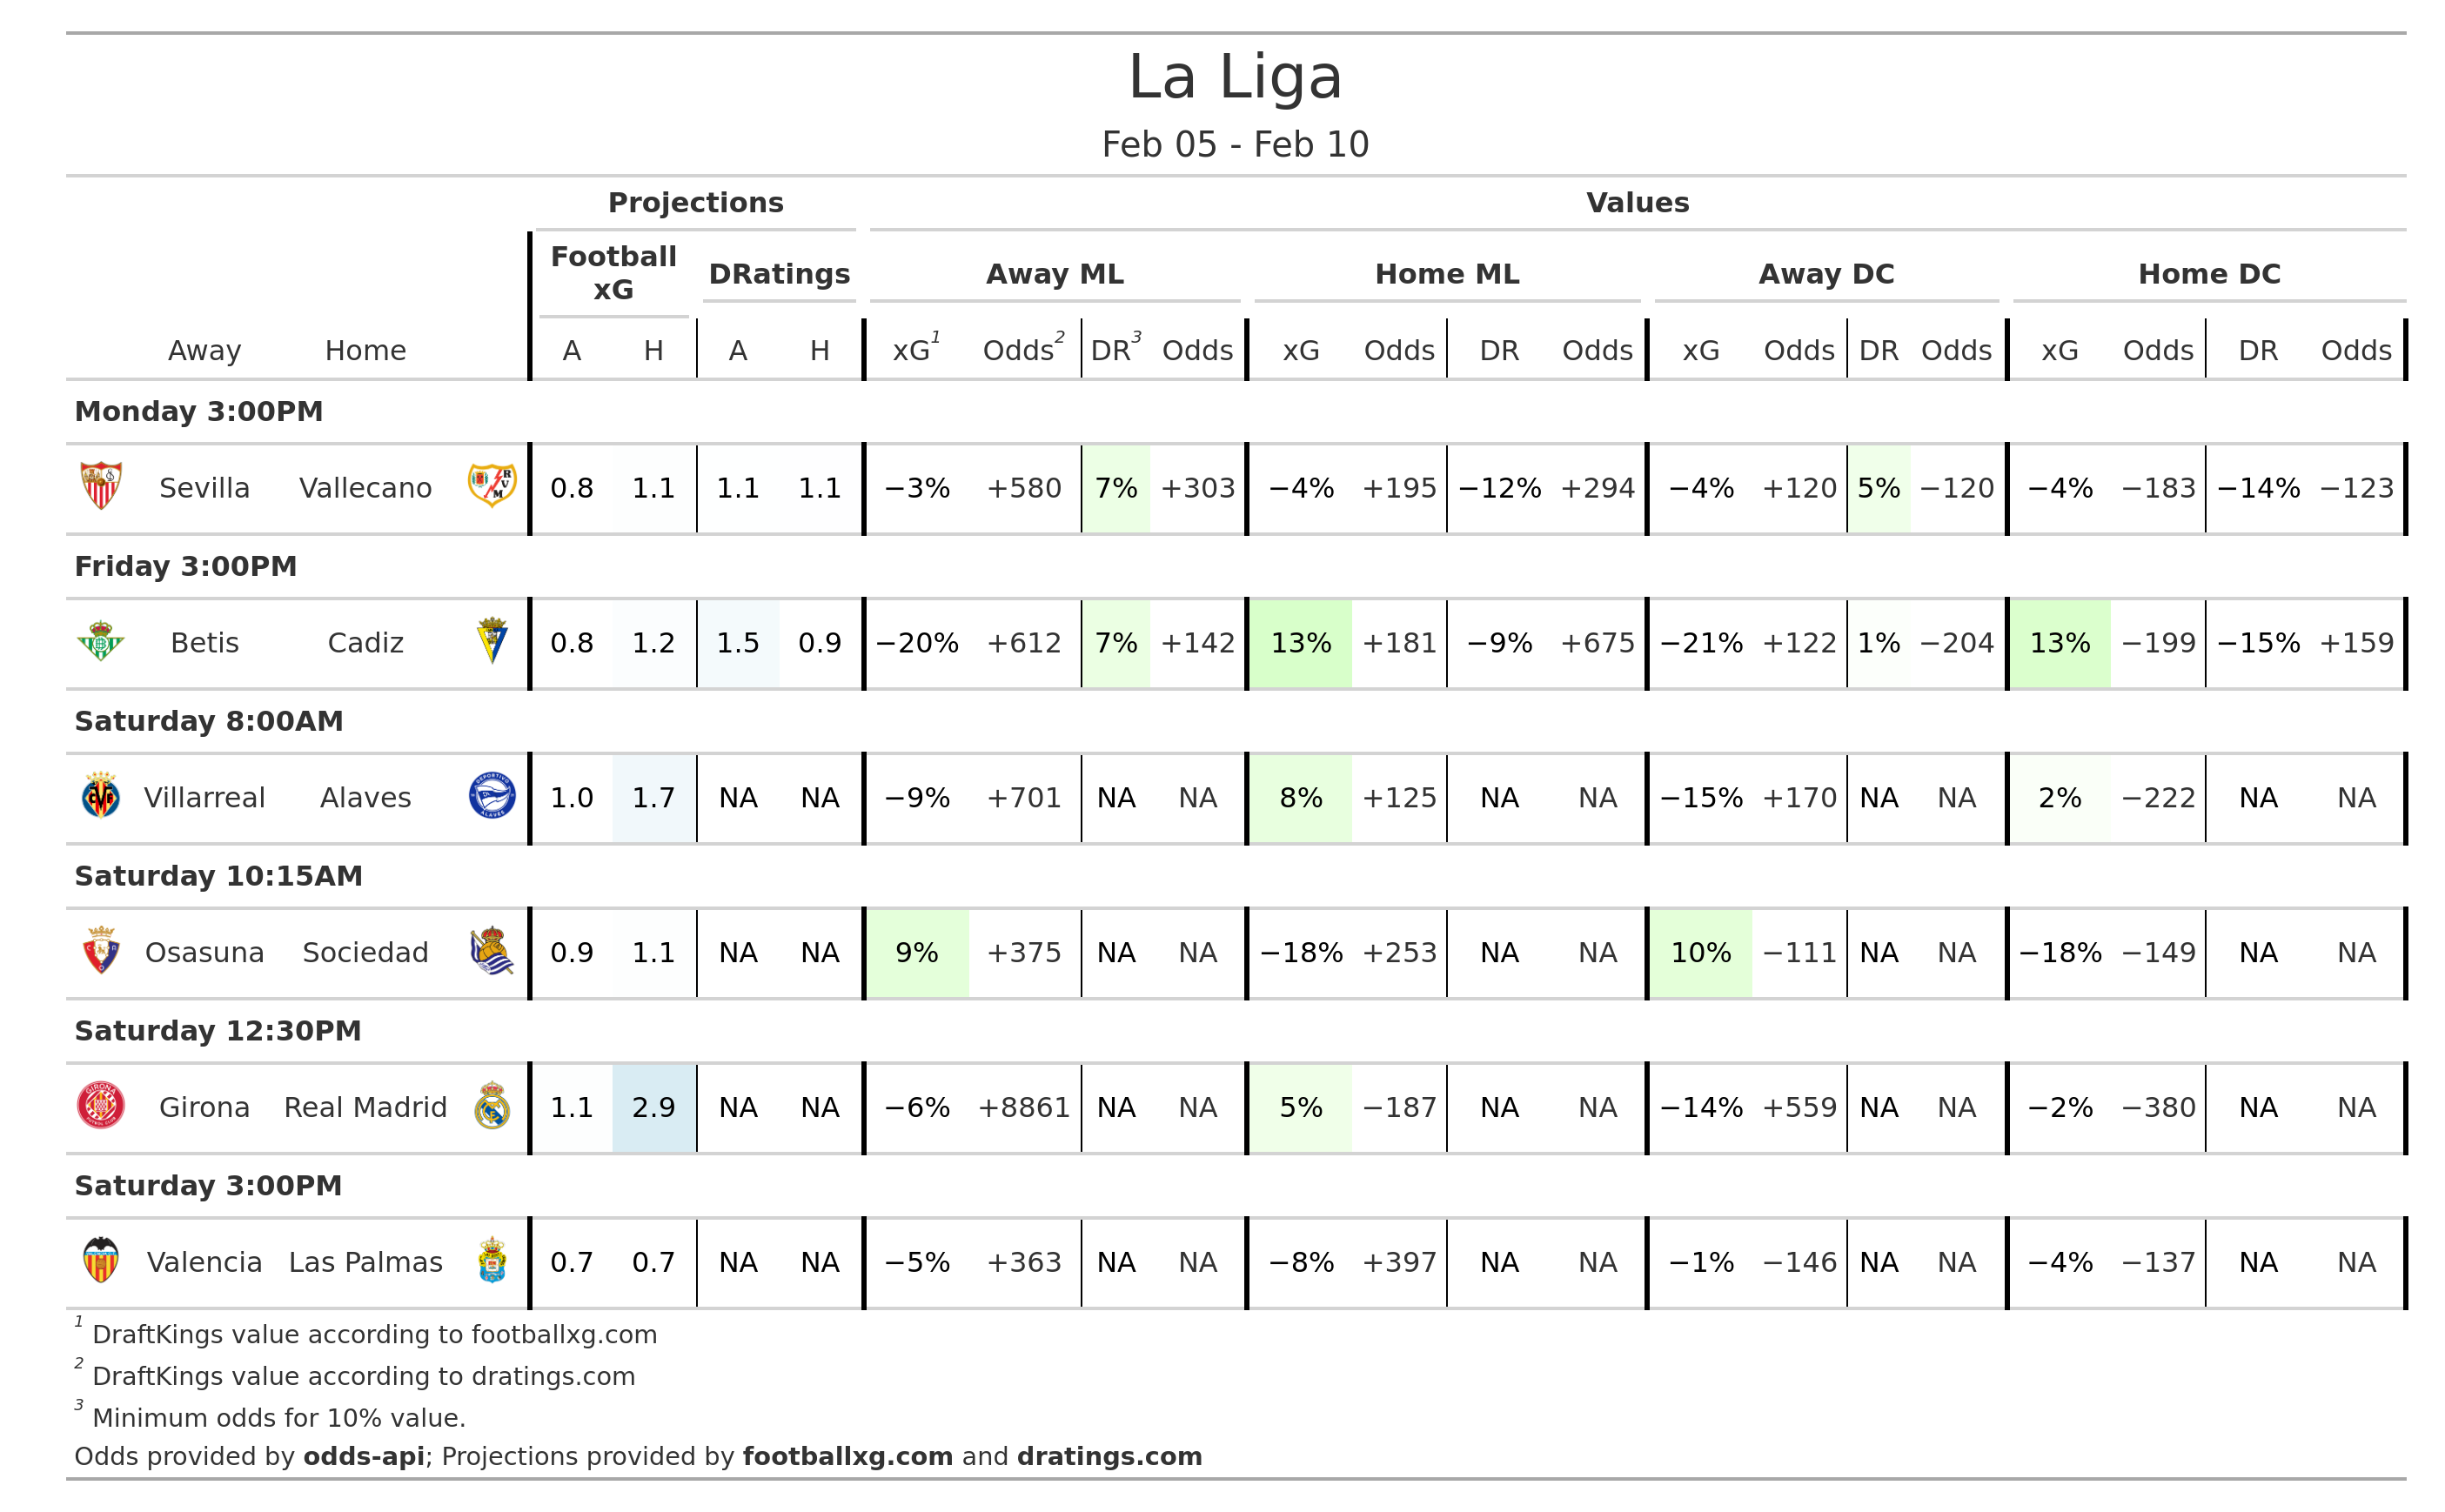 La Liga
Feb 05 - Feb 10
Projections Values
Football xG DRatings Away ML Home ML Away DC Home DC
Away Home A H A H xG1 Odds2 DR3 Odds xG Odds DR Odds xG Odds DR Odds xG Odds DR Odds
Monday 3:00PM
Sevilla Vallecano 0.8 1.1 1.1 1.1 −3% +580 7% +303 −4% +195 −12% +294 −4% +120 5% −120 −4% −183 −14% −123
Friday 3:00PM
Betis Cadiz 0.8 1.2 1.5 0.9 −20% +612 7% +142 13% +181 −9% +675 −21% +122 1% −204 13% −199 −15% +159
Saturday 8:00AM
Villarreal Alaves 1.0 1.7 NA NA −9% +701 NA NA 8% +125 NA NA −15% +170 NA NA 2% −222 NA NA
Saturday 10:15AM
Osasuna Sociedad 0.9 1.1 NA NA 9% +375 NA NA −18% +253 NA NA 10% −111 NA NA −18% −149 NA NA
Saturday 12:30PM
Girona Real Madrid 1.1 2.9 NA NA −6% +8861 NA NA 5% −187 NA NA −14% +559 NA NA −2% −380 NA NA
Saturday 3:00PM
Valencia Las Palmas 0.7 0.7 NA NA −5% +363 NA NA −8% +397 NA NA −1% −146 NA NA −4% −137 NA NA
1 DraftKings value according to footballxg.com
2 DraftKings value according to dratings.com
3 Minimum odds for 10% value.
Odds provided by odds-api; Projections provided by footballxg.com and dratings.com